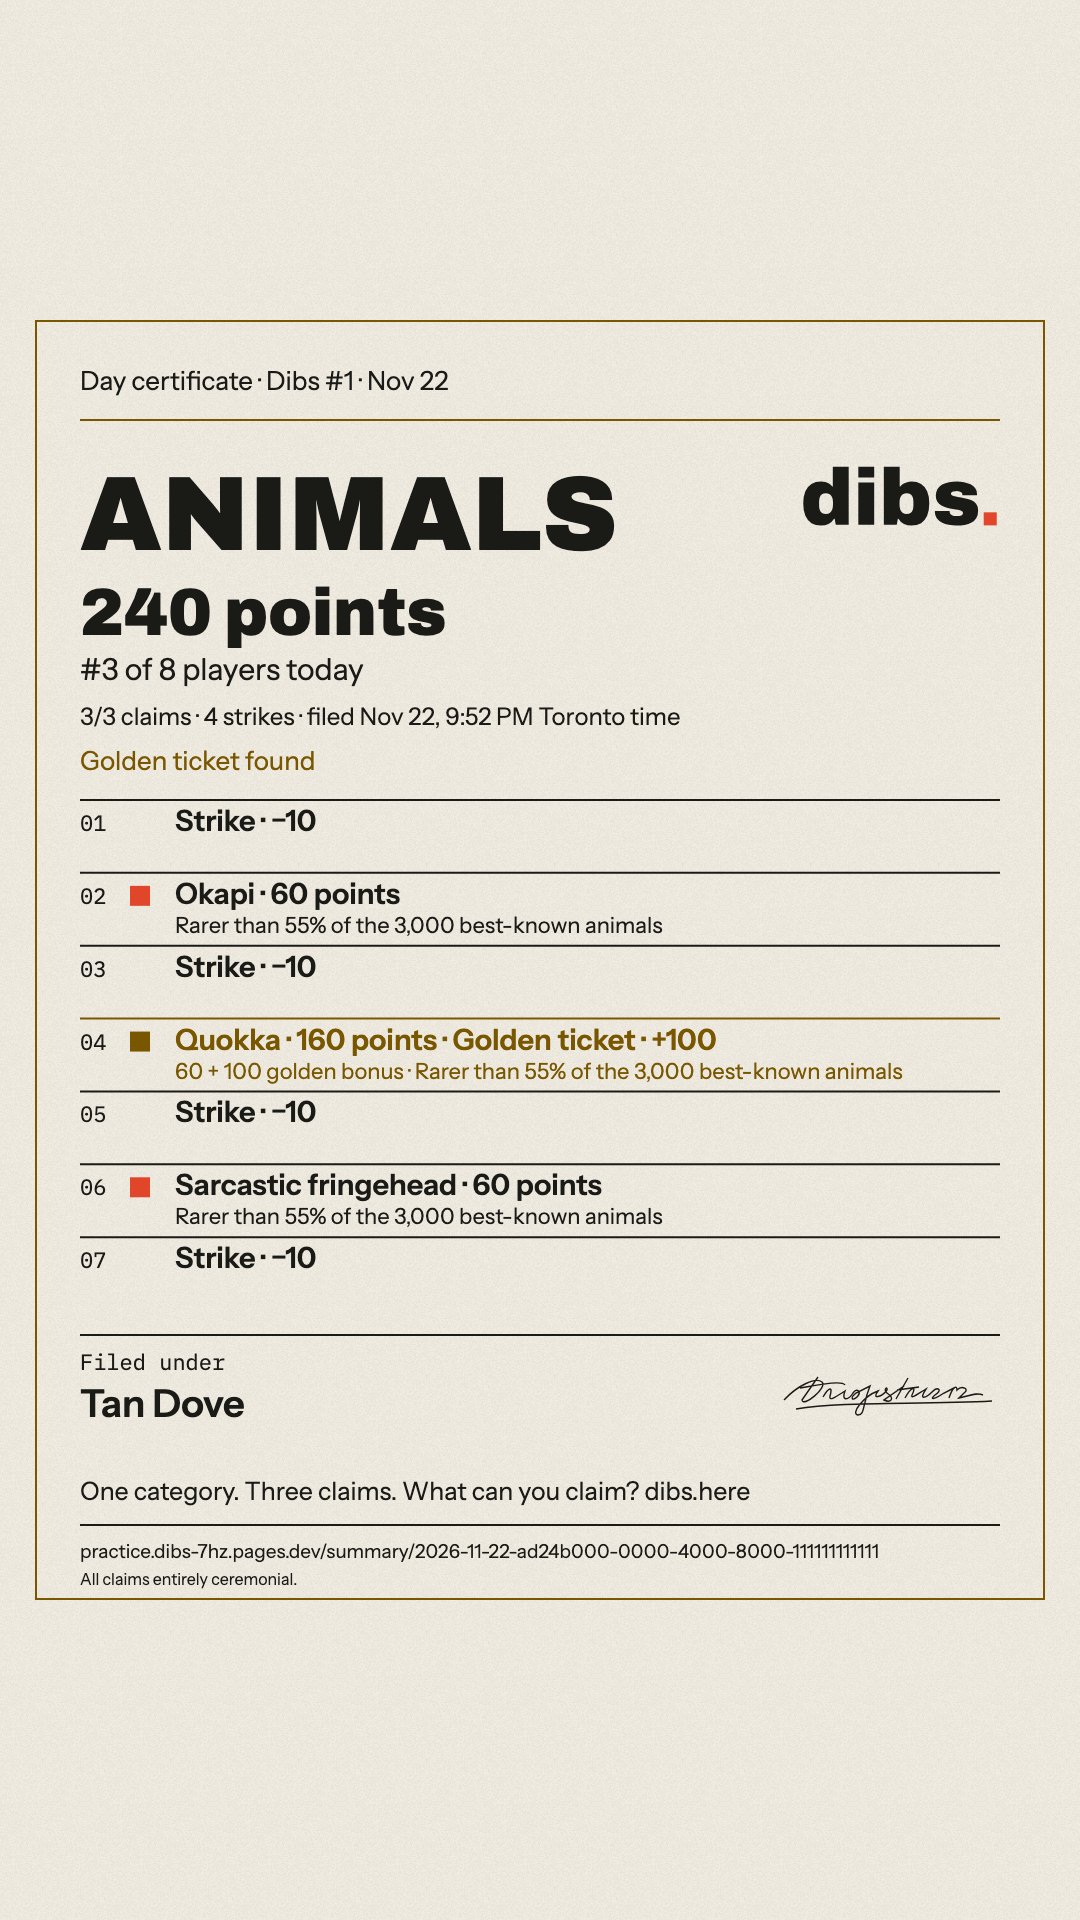 Day certificate · Dibs #1 · Nov 22
ANIMALS
dibs.
240 points
#3 of 8 players today
3/3 claims · 4 strikes · filed Nov 22, 9:52 PM Toronto time
Golden ticket found
01 Strike · −10
02 Okapi · 60 points
Rarer than 55% of the 3,000 best-known animals
03 Strike · −10
04 Quokka · 160 points · Golden ticket · +100
60 + 100 golden bonus · Rarer than 55% of the 3,000 best-known animals
05 Strike · −10
06 Sarcastic fringehead · 60 points
Rarer than 55% of the 3,000 best-known animals
07 Strike · −10
Filed under
Tan Dove
One category. Three claims. What can you claim? dibs.here
practice.dibs-7hz.pages.dev/summary/2026-11-22-ad24b000-0000-4000-8000-111111111111
All claims entirely ceremonial.